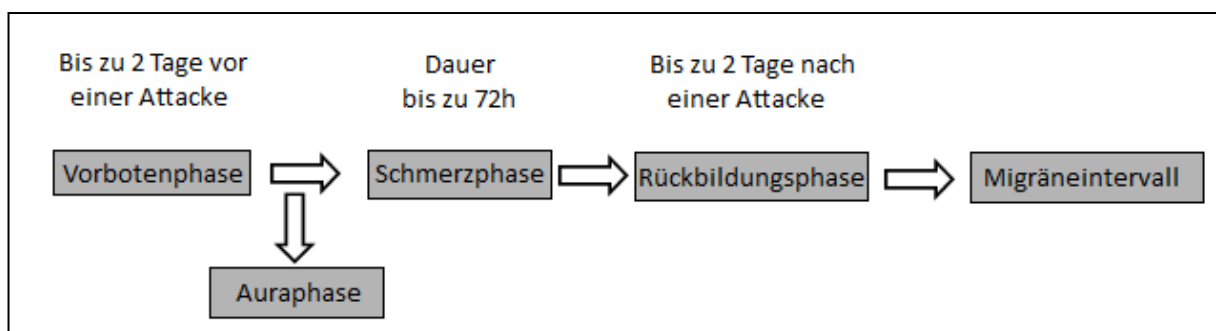 Bis zu 2 Tage vor
einer Attacke
Dauer
bis zu 72h
Bis zu 2 Tage nach
einer Attacke
Vorbotenphase
Schmerzphase
Rückbildungsphase
Migräneintervall
Auraphase